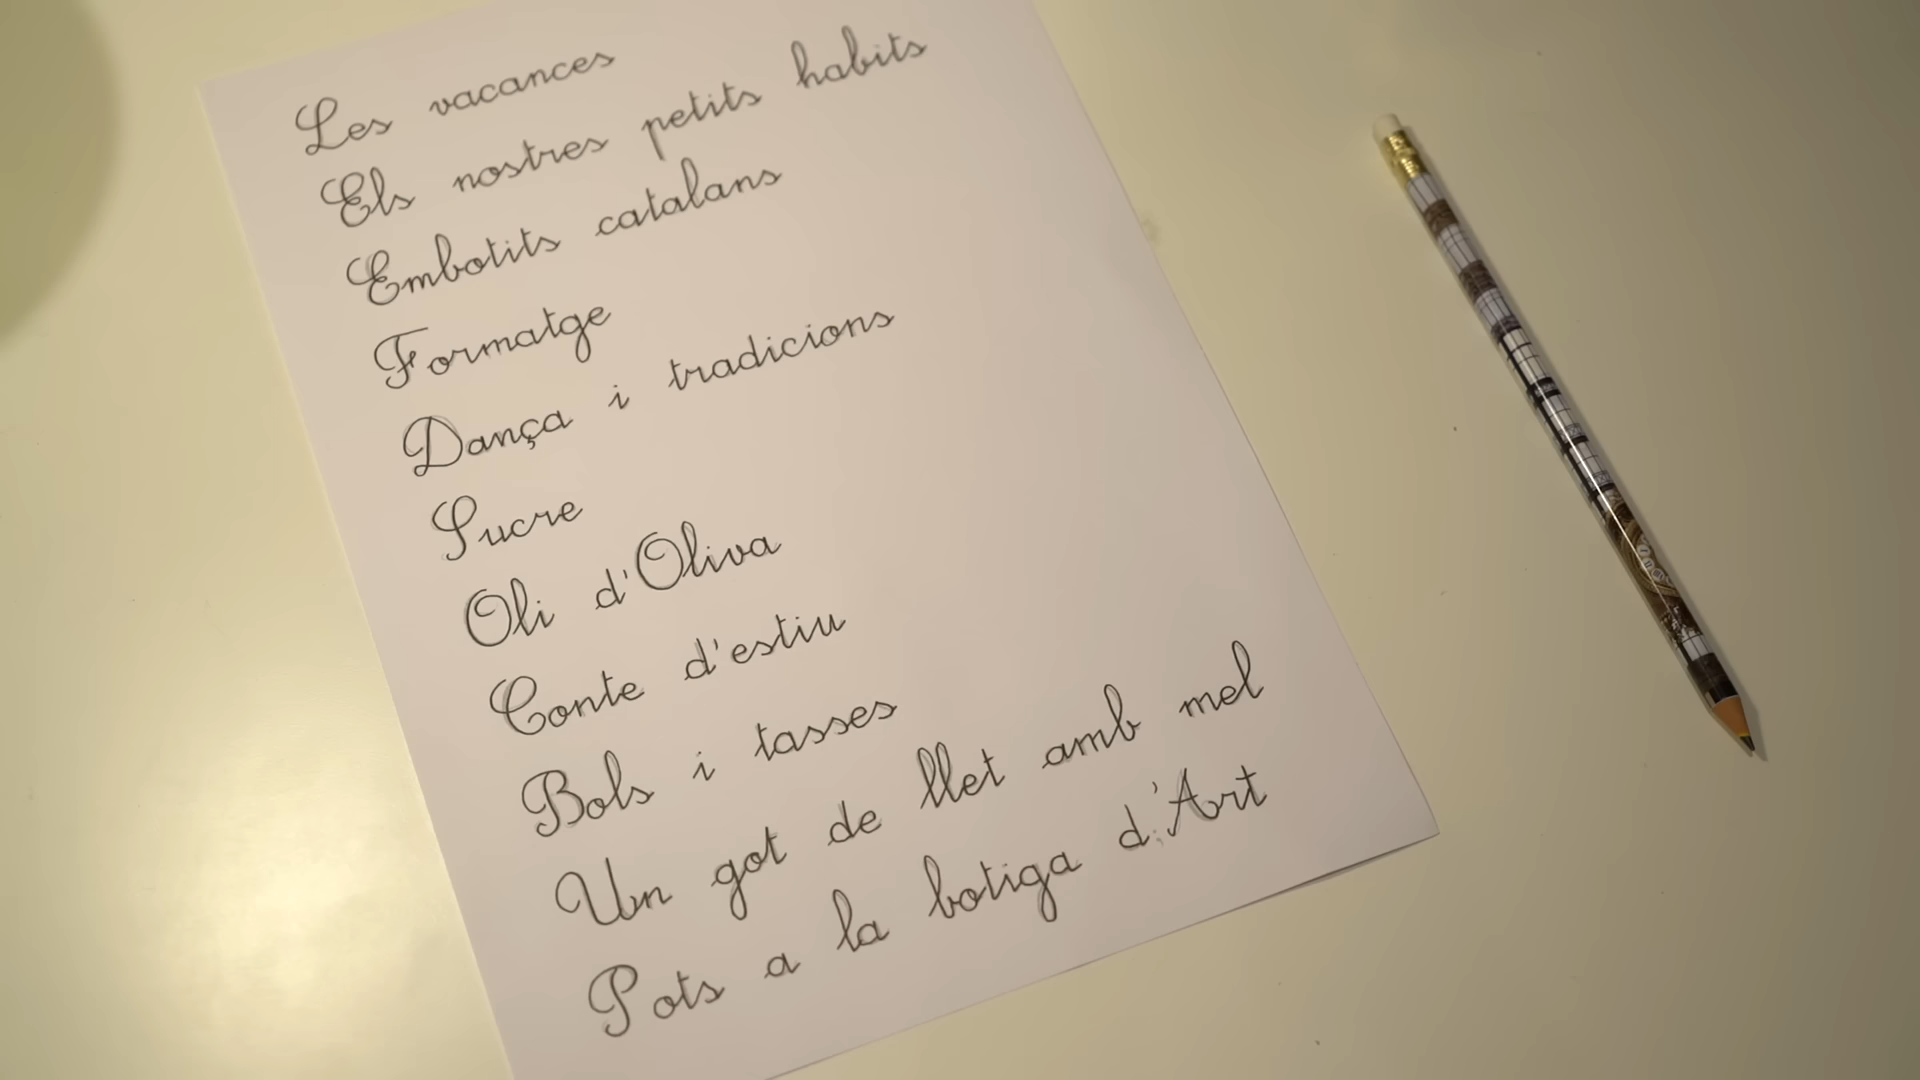 Les vacances
Els nostres petits habits
Embotits catalans
Formatge
Dança i tradicions
Sucre
Oli d'Oliva
Conte d'estiu
Bols i tasses
Un got de llet amb mel
Pots a la botiga d'Art